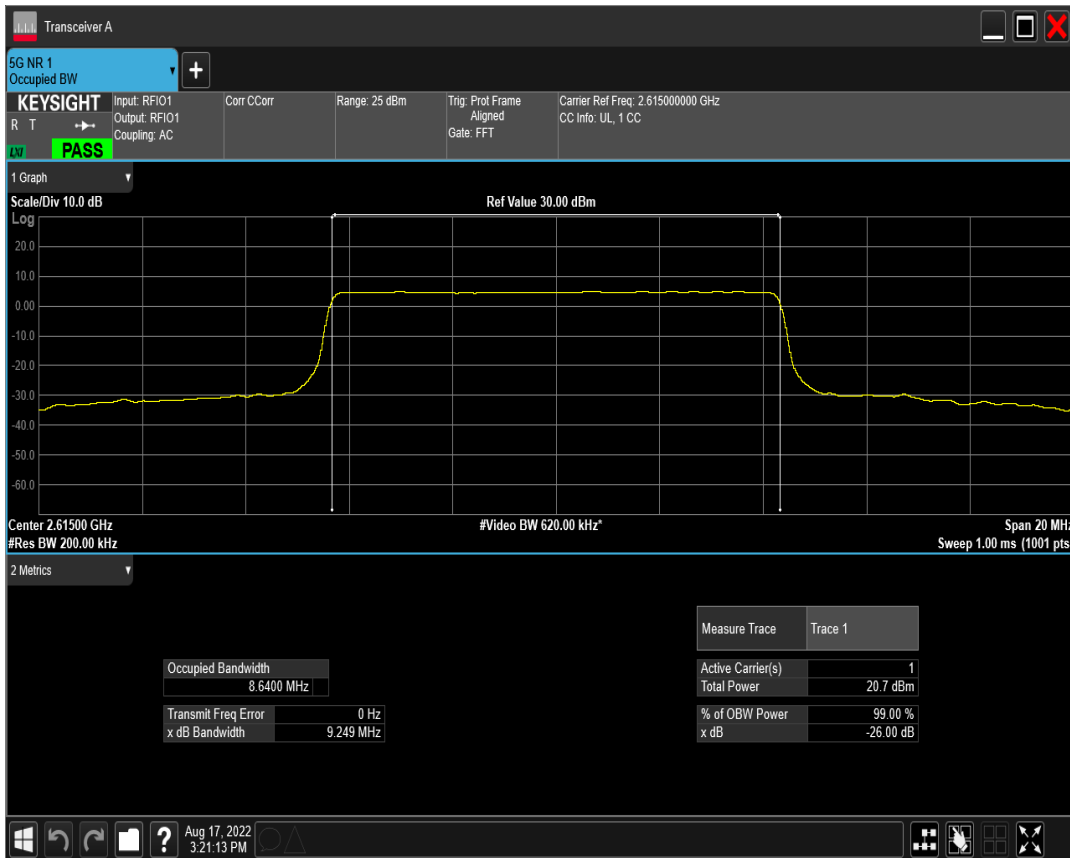 Transceiver A
5G NR 1
Occupied BW
+
KEYSIGHT
R T
LXI
PASS
Input: RFIO1
Output: RFIO1
Coupling: AC
Corr CCorr
Range: 25 dBm
Trig: Prot Frame
Aligned
Gate: FFT
Carrier Ref Freq: 2.615000000 GHz
CC Info: UL, 1 CC
1 Graph
Scale/Div 10.0 dB
Ref Value 30.00 dBm
Log
20.0
10.0
0.00
-10.0
-20.0
-30.0
-40.0
-50.0
-60.0
Center 2.61500 GHz
#Video BW 620.00 kHz*
Span 20 MHz
#Res BW 200.00 kHz
Sweep 1.00 ms (1001 pts
2 Metrics
Measure Trace Trace 1
Occupied Bandwidth
8.6400 MHz
Active Carrier(s) 1
Total Power 20.7 dBm
Transmit Freq Error 0 Hz
x dB Bandwidth 9.249 MHz
% of OBW Power 99.00 %
x dB -26.00 dB
?
Aug 17, 2022
3:21:13 PM